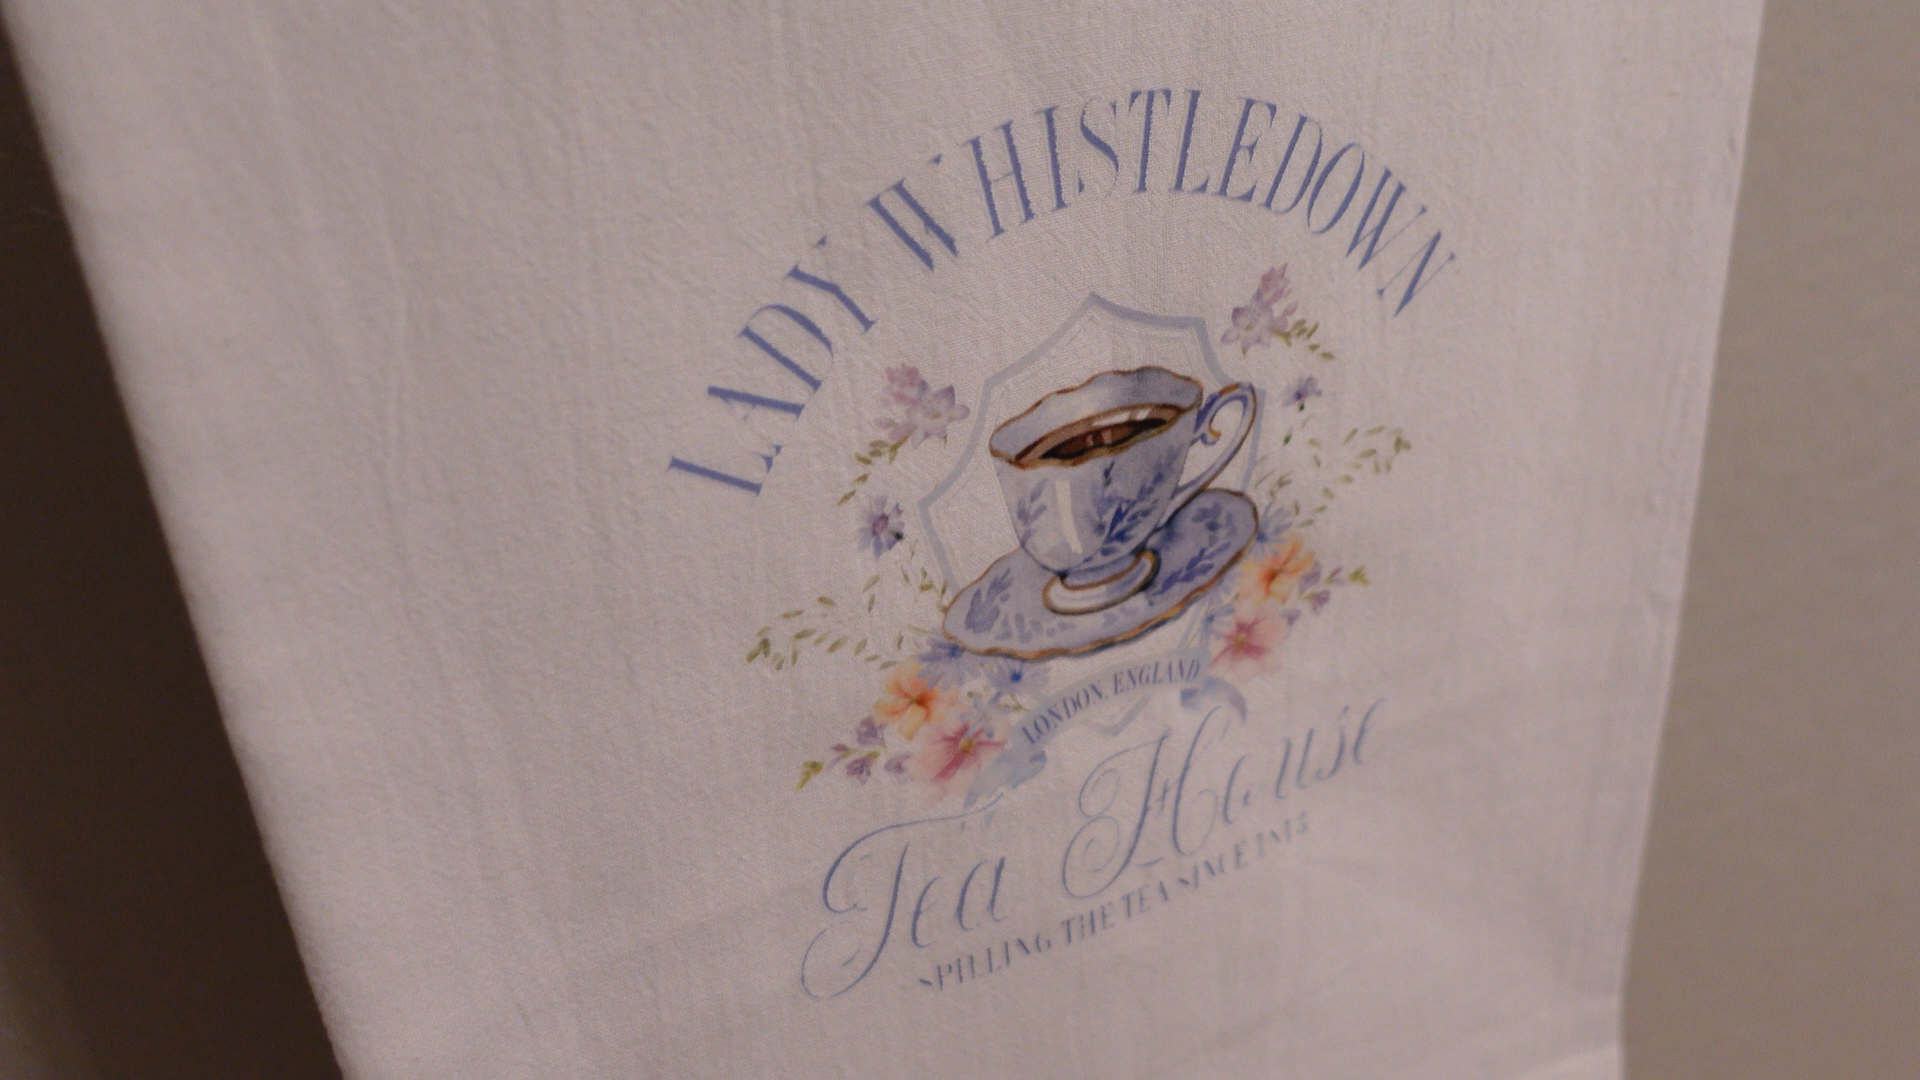 LADY WHISTLEDOWN
LONDON, ENGLAND
Tea House
SPILLING THE TEA SINCE 1813